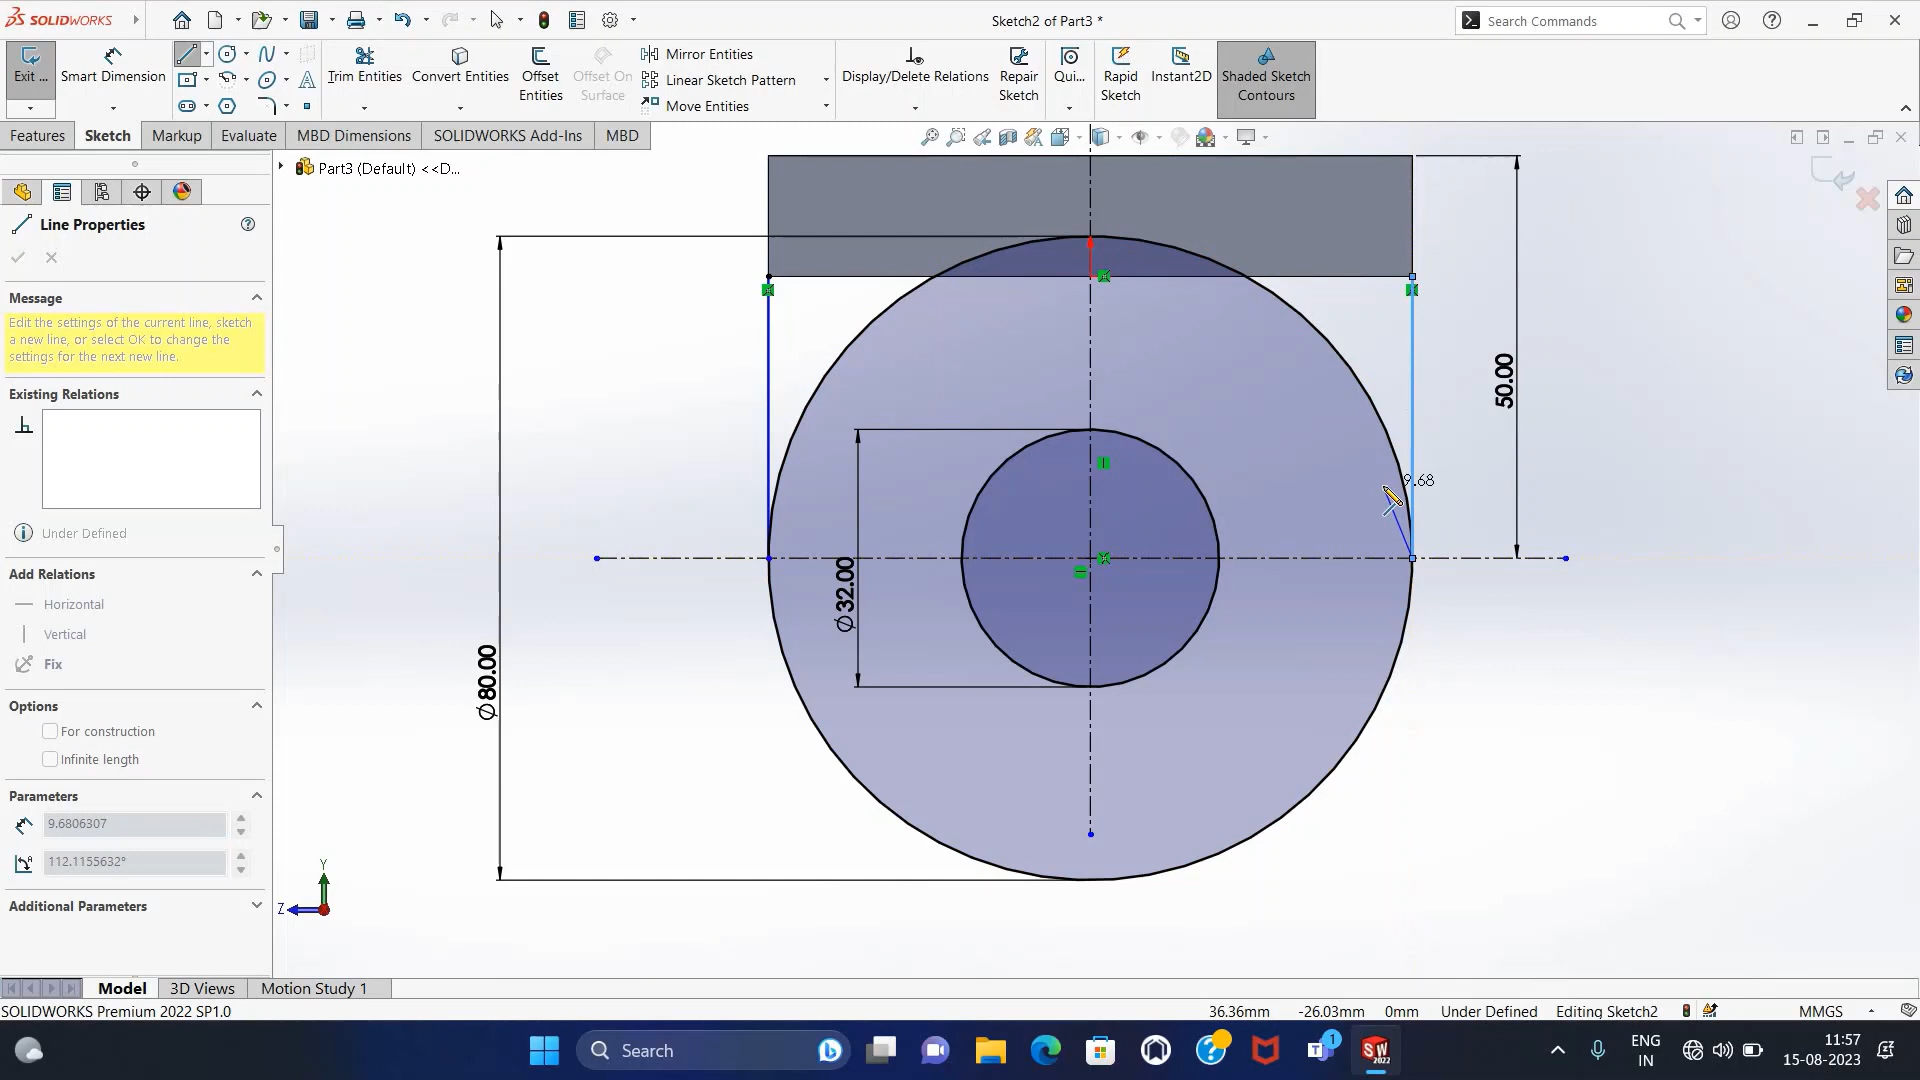 SOLIDWORKS
Sketch2 of Part3 *
Search Commands
Exit ...
Smart Dimension
Trim Entities
Convert Entities
Offset Entities
Offset On Surface
Mirror Entities
Linear Sketch Pattern
Move Entities
Display/Delete Relations
Repair Sketch
Qui...
Rapid Sketch
Instant2D
Shaded Sketch Contours
Features
Sketch
Markup
Evaluate
MBD Dimensions
SOLIDWORKS Add-Ins
MBD
Part3 (Default) <<D...
Line Properties
Message
Edit the settings of the current line, sketch
a new line, or select OK to change the
settings for the next new line.
Existing Relations
Under Defined
Add Relations
Horizontal
Vertical
Fix
Options
For construction
Infinite length
Parameters
9.6806307
112.1155632°
Additional Parameters
50.00
9.68
Ø32.00
Ø80.00
Y
Z
Model
3D Views
Motion Study 1
SOLIDWORKS Premium 2022 SP1.0
36.36mm
-26.03mm
0mm
Under Defined
Editing Sketch2
MMGS
Search
1
SW
2022
ENG
IN
11:57
15-08-2023